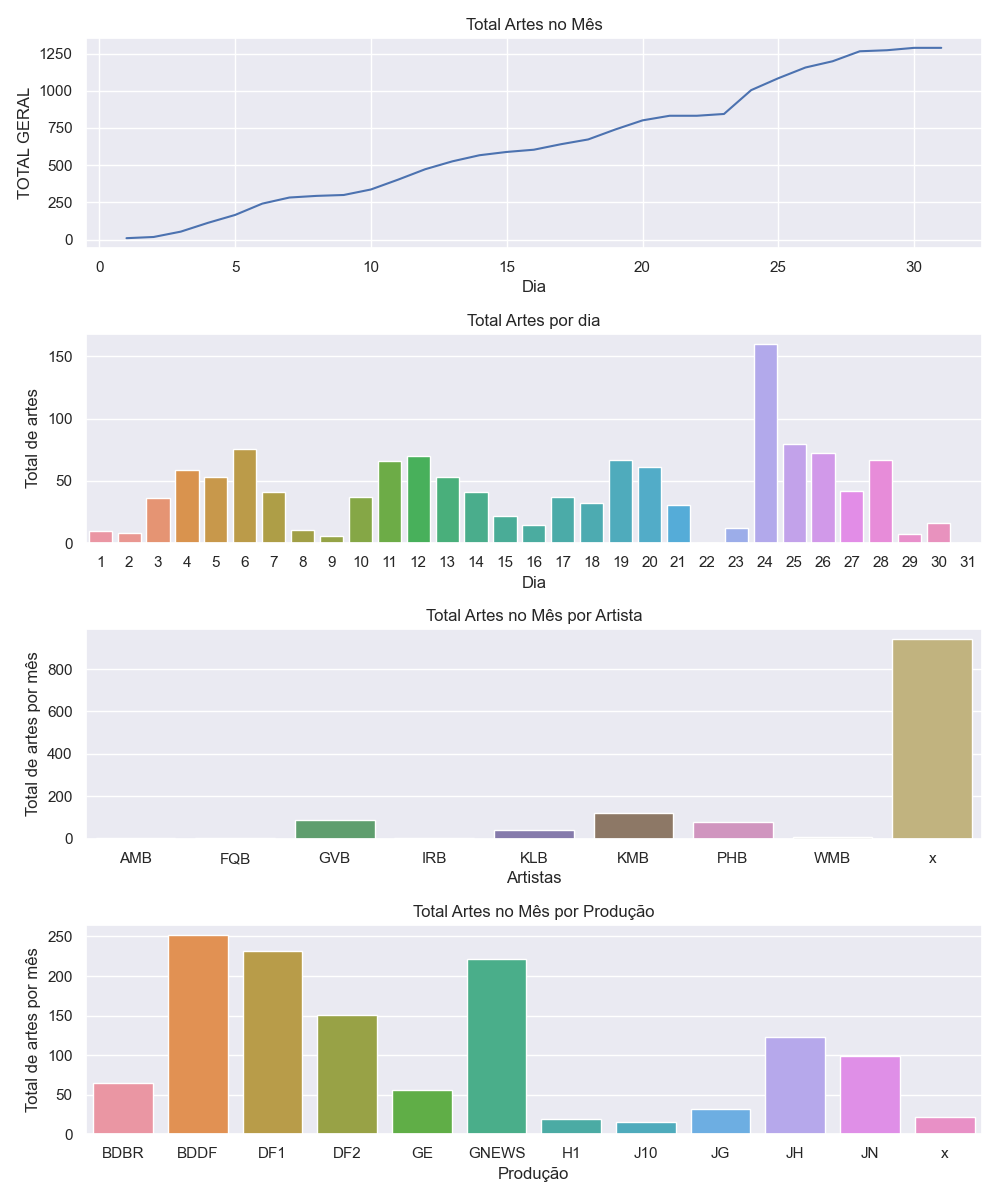 Total Artes no Mês
TOTAL GERAL
1250
1000
750
500
250
0
0 5 10 15 20 25 30
Dia
Total Artes por dia
Total de artes
150
100
50
0
1 2 3 4 5 6 7 8 9 10 11 12 13 14 15 16 17 18 19 20 21 22 23 24 25 26 27 28 29 30 31
Dia
Total Artes no Mês por Artista
Total de artes por mês
800
600
400
200
0
AMB FQB GVB IRB KLB KMB PHB WMB x
Artistas
Total Artes no Mês por Produção
Total de artes por mês
250
200
150
100
50
0
BDBR BDDF DF1 DF2 GE GNEWS H1 J10 JG JH JN x
Produção